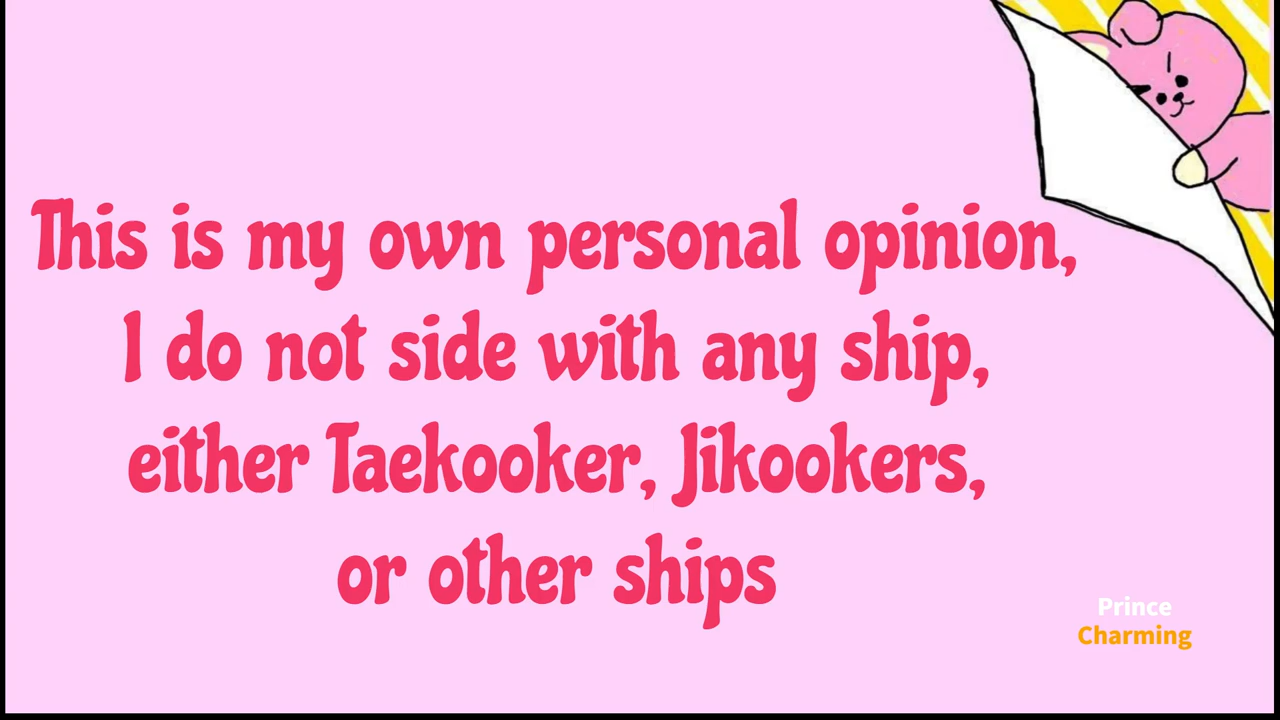 This is my own personal opinion,
I do not side with any ship,
either Taekooker, Jikookers,
or other ships
Prince
Charming